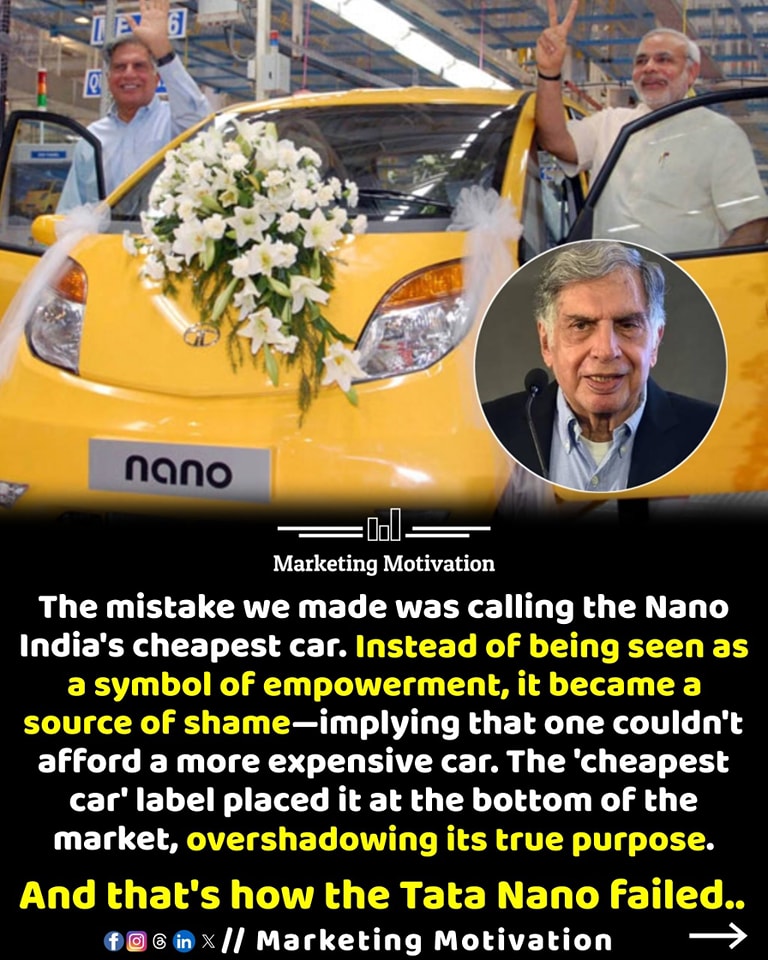 nano
Marketing Motivation
The mistake we made was calling the Nano
India's cheapest car. Instead of being seen as
a symbol of empowerment, it became a
source of shame—implying that one couldn't
afford a more expensive car. The 'cheapest
car' label placed it at the bottom of the
market, overshadowing its true purpose.
And that's how the Tata Nano failed..
// Marketing Motivation